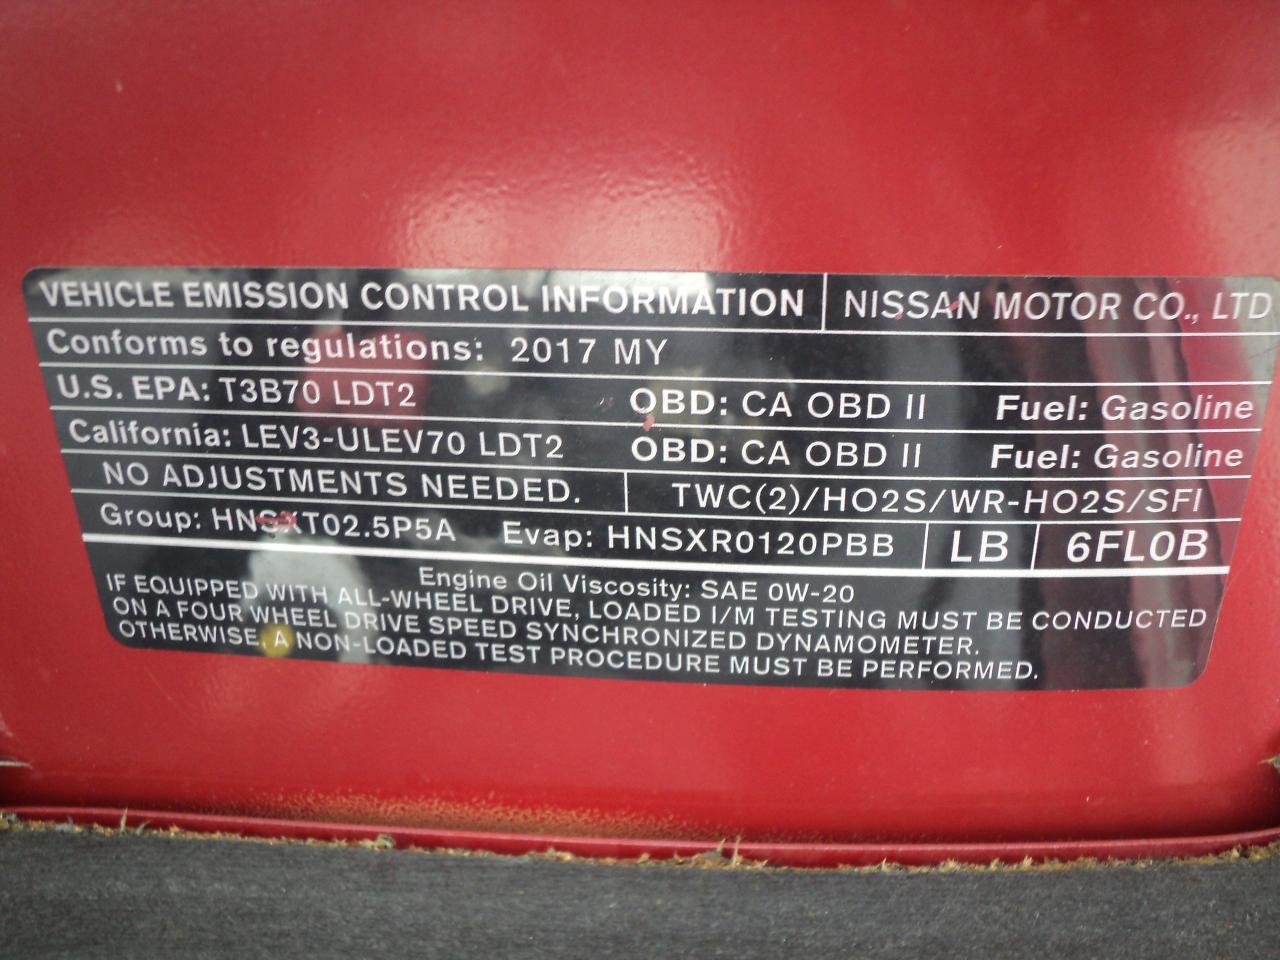 VEHICLE EMISSION CONTROL INFORMATION NISSAN MOTOR CO., LTD
Conforms to regulations: 2017 MY
U.S. EPA: T3B70 LDT2 OBD: CA OBD II Fuel: Gasoline
California: LEV3-ULEV70 LDT2 OBD: CA OBD II Fuel: Gasoline
NO ADJUSTMENTS NEEDED. TWC(2)/HO2S/WR-HO2S/SFI
Group: HNSXT02.5P5A Evap: HNSXR0120PBB LB 6FL0B
Engine Oil Viscosity: SAE 0W-20
IF EQUIPPED WITH ALL-WHEEL DRIVE, LOADED I/M TESTING MUST BE CONDUCTED
ON A FOUR WHEEL DRIVE SPEED SYNCHRONIZED DYNAMOMETER.
OTHERWISE, A NON-LOADED TEST PROCEDURE MUST BE PERFORMED.